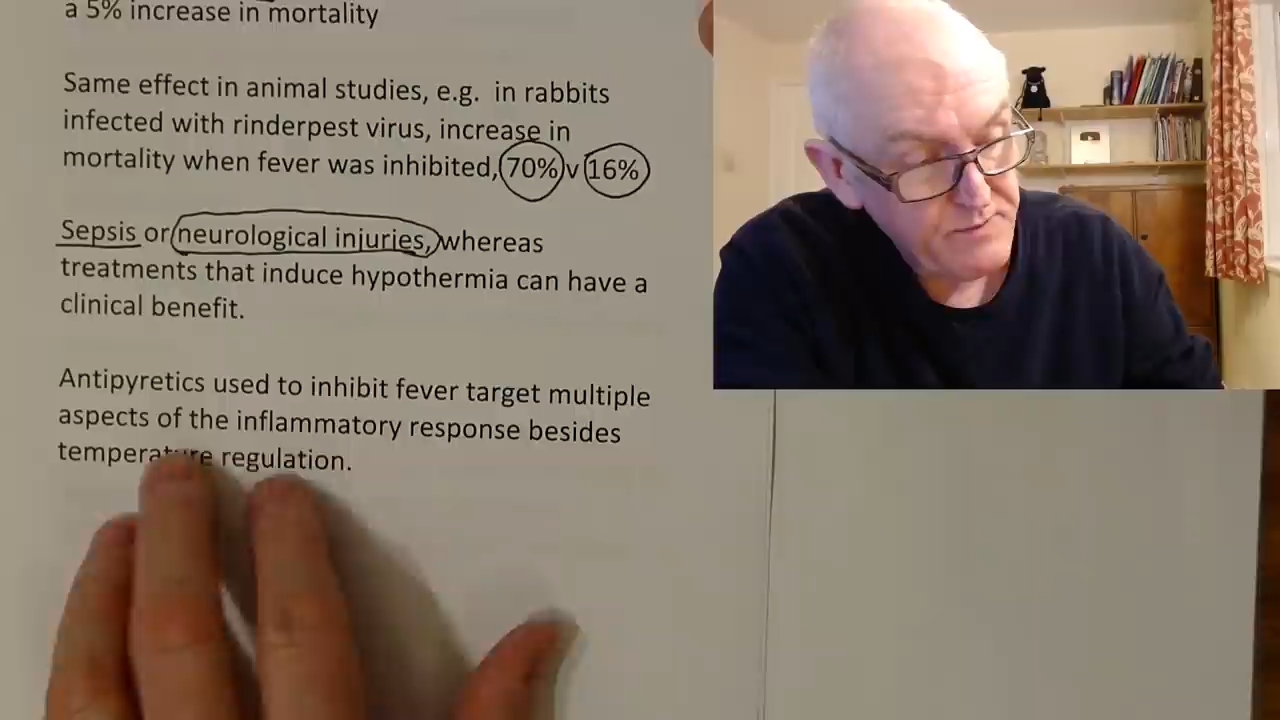 a 5% increase in mortality
Same effect in animal studies, e.g. in rabbits
infected with rinderpest virus, increase in
mortality when fever was inhibited, 70% v 16%
Sepsis or neurological injuries, whereas
treatments that induce hypothermia can have a
clinical benefit.
Antipyretics used to inhibit fever target multiple
aspects of the inflammatory response besides
temperature regulation.